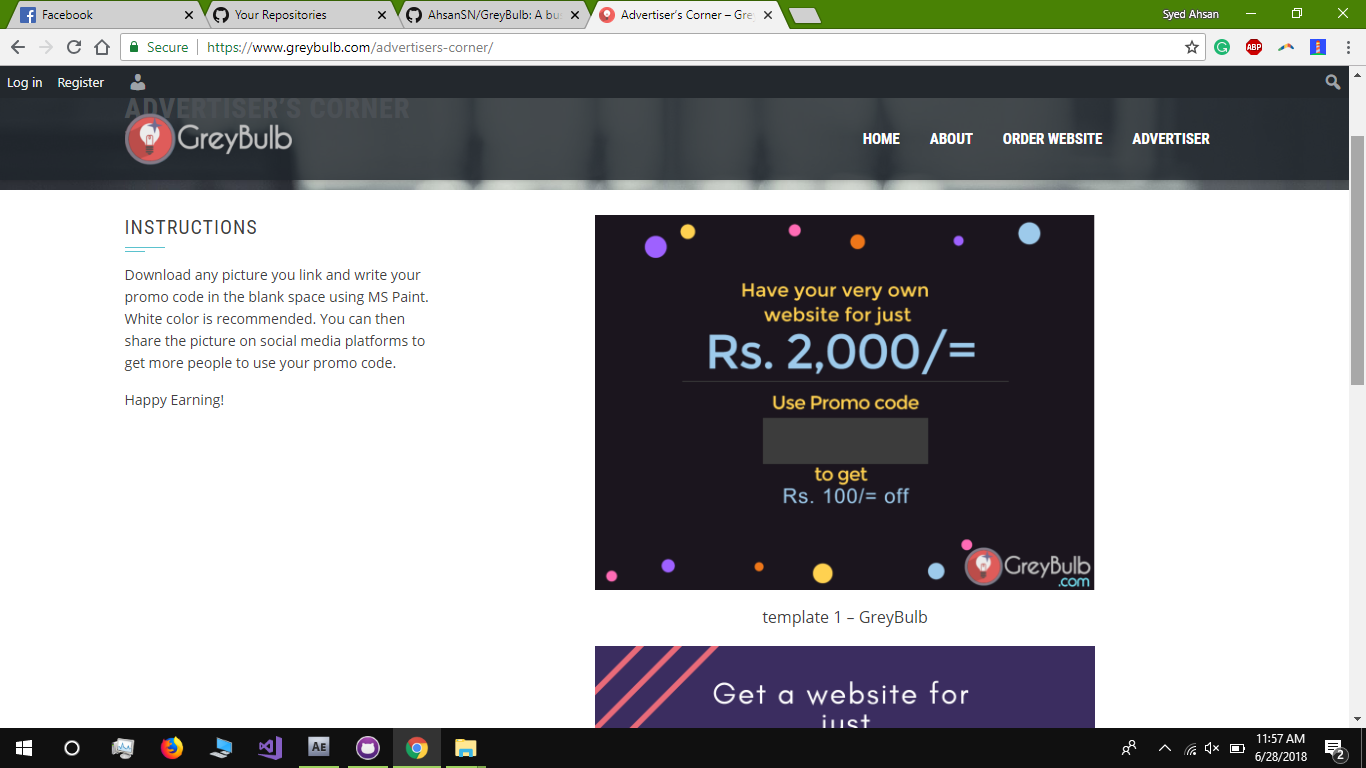 Facebook
Your Repositories
AhsanSN/GreyBulb: A bus
Advertiser's Corner – Gre
Syed Ahsan
Secure
https://www.greybulb.com/advertisers-corner/
ABP
Log in
Register
ADVERTISER'S CORNER
GreyBulb
HOME
ABOUT
ORDER WEBSITE
ADVERTISER
INSTRUCTIONS
Download any picture you link and write your
promo code in the blank space using MS Paint.
White color is recommended. You can then
share the picture on social media platforms to
get more people to use your promo code.
Happy Earning!
Have your very own
website for just
Rs. 2,000/=
Use Promo code
to get
Rs. 100/= off
GreyBulb
.com
template 1 – GreyBulb
Get a website for
just
Ae
11:57 AM
6/28/2018
2